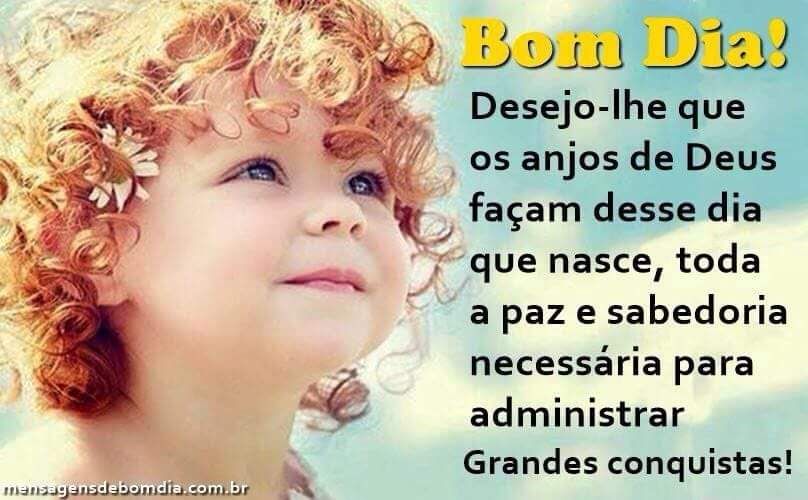 Bom Dia!
Desejo-lhe que
os anjos de Deus
façam desse dia
que nasce, toda
a paz e sabedoria
necessária para
administrar
Grandes conquistas!
mensagensdebomdia.com.br